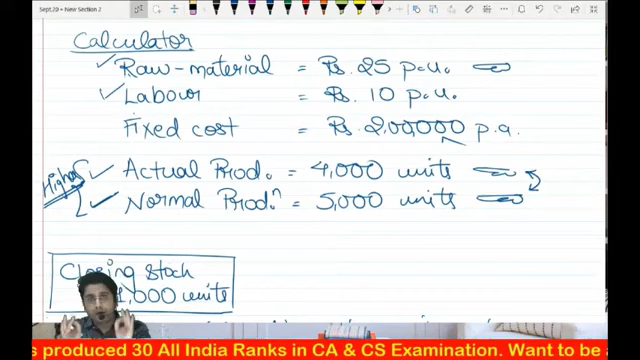 Sept.20 – New Section 2
Calculator
Raw-material = Rs. 25 p.u.
Labour = Rs. 10 p.u.
Fixed cost = Rs. 2,00,000 p.a.
Higher
Actual Prod. = 4,000 units
Normal Prod.ⁿ = 5,000 units
Closing Stock
1,000 units
s produced 30 All India Ranks in CA & CS Examination. Want to be a